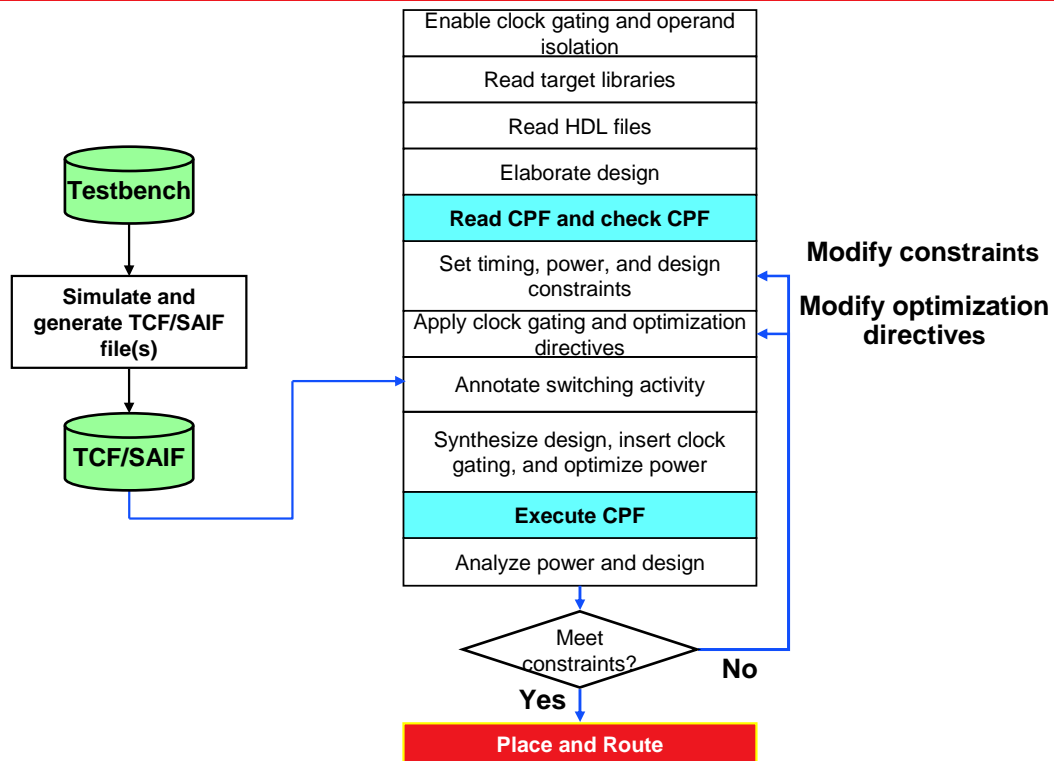 Enable clock gating and operand
isolation
Read target libraries
Read HDL files
Elaborate design
Read CPF and check CPF
Set timing, power, and design
constraints
Apply clock gating and optimization
directives
Annotate switching activity
Synthesize design, insert clock
gating, and optimize power
Execute CPF
Analyze power and design
Meet
constraints?
No
Yes
Place and Route
Testbench
Simulate and
generate TCF/SAIF
file(s)
TCF/SAIF
Modify constraints
Modify optimization
directives